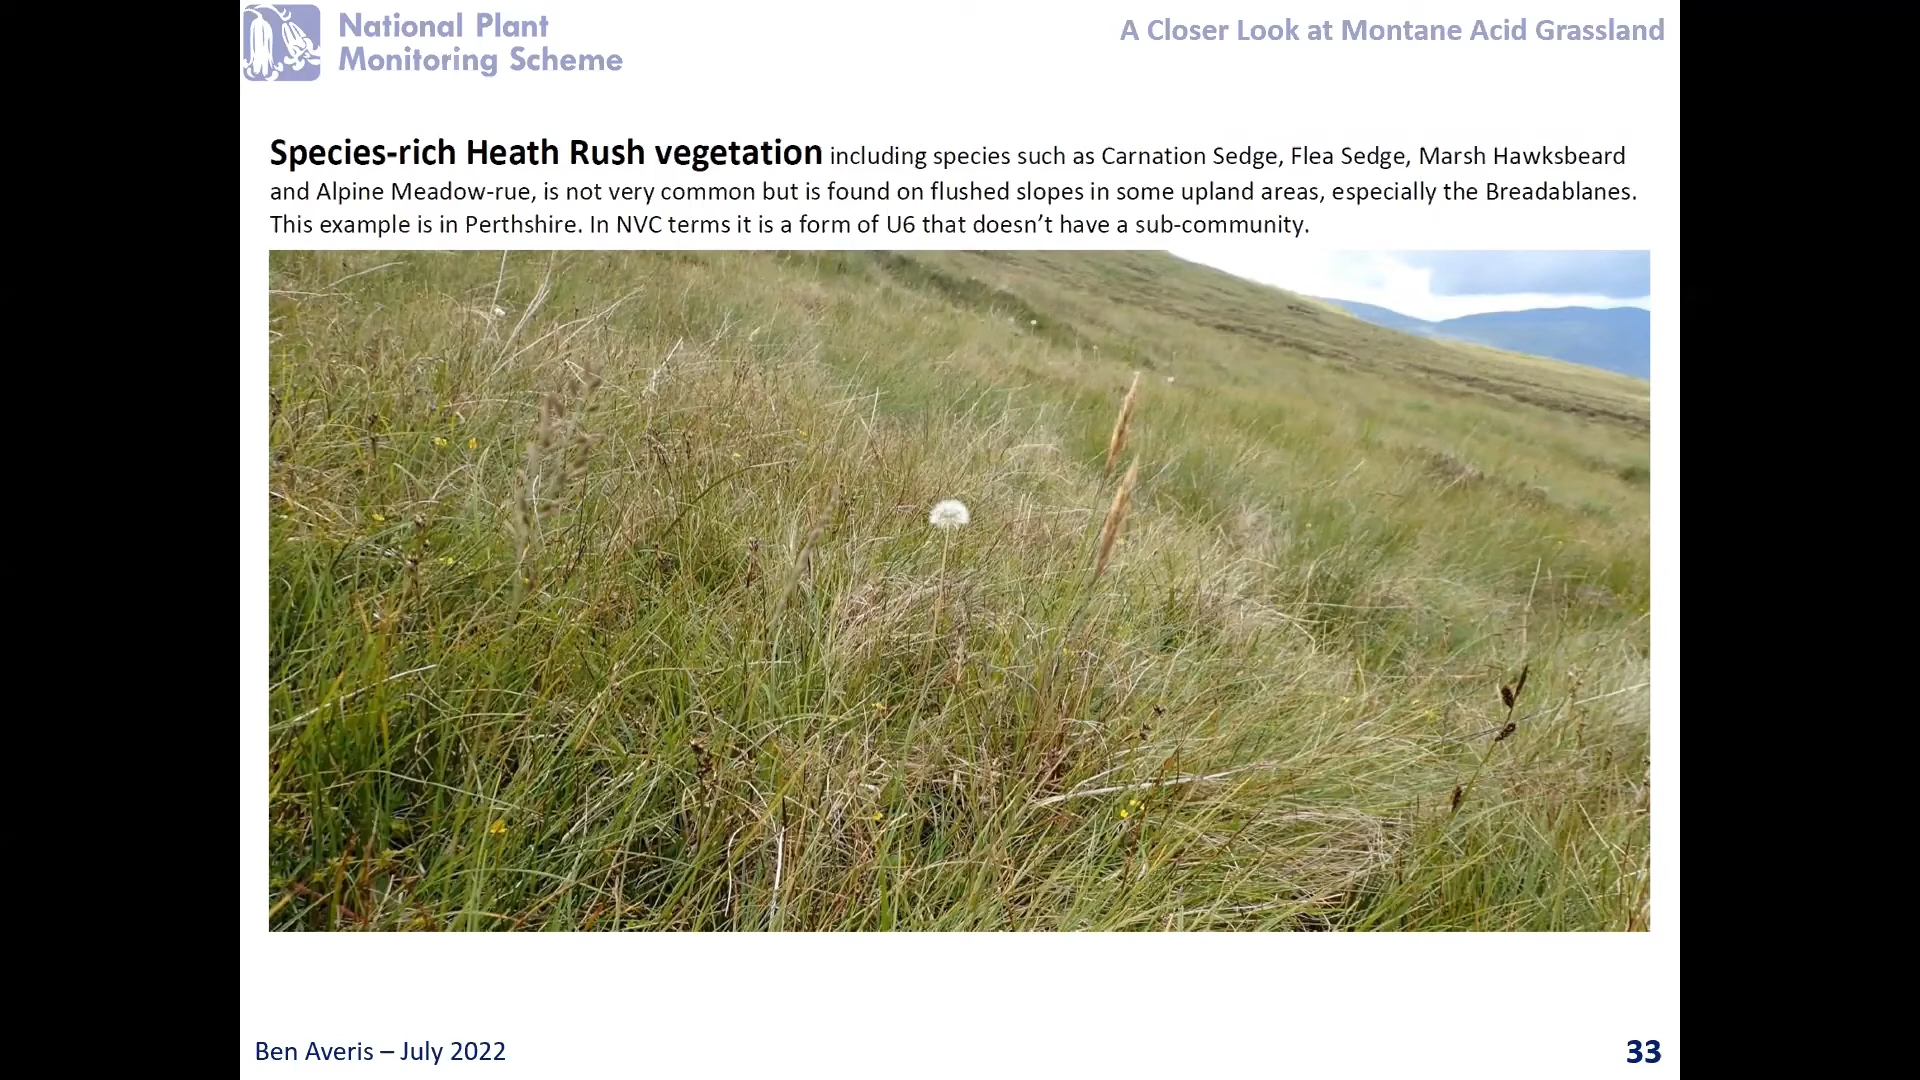 National Plant
Monitoring Scheme
A Closer Look at Montane Acid Grassland
Species-rich Heath Rush vegetation including species such as Carnation Sedge, Flea Sedge, Marsh Hawksbeard
and Alpine Meadow-rue, is not very common but is found on flushed slopes in some upland areas, especially the Breadablanes.
This example is in Perthshire. In NVC terms it is a form of U6 that doesn’t have a sub-community.
Ben Averis – July 2022
33